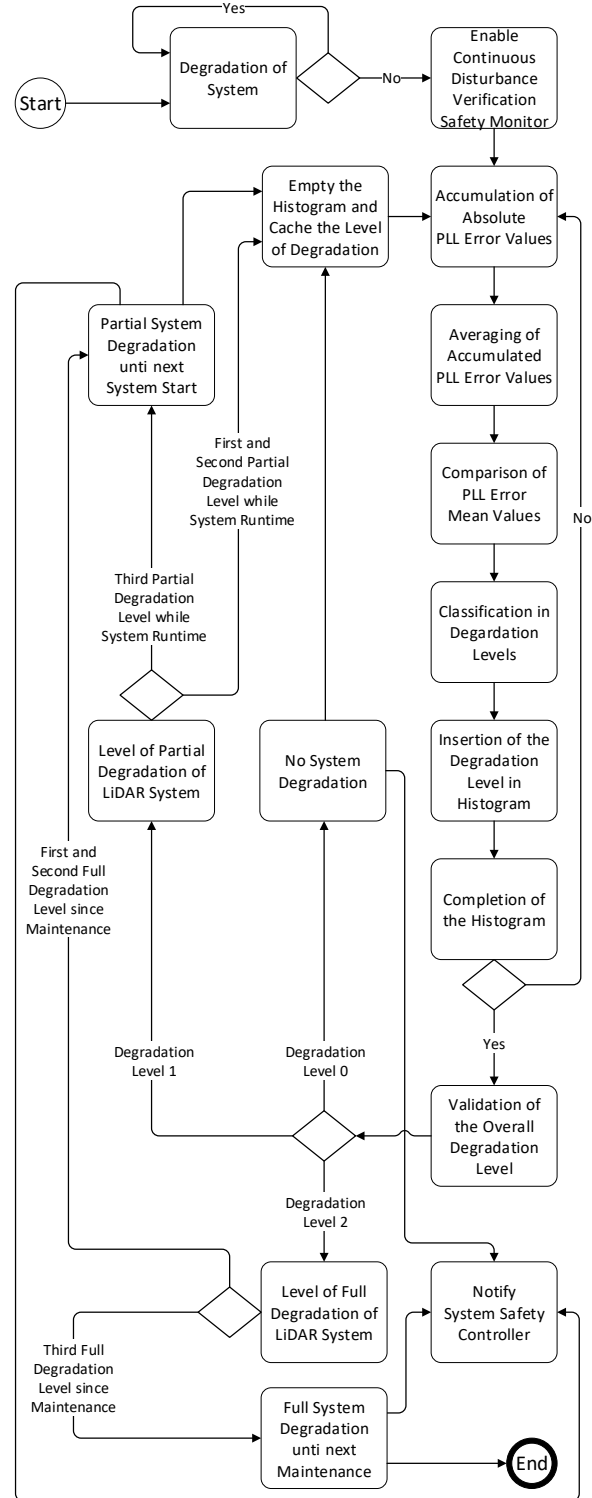 Yes
Degradation of
System
No
Enable
Continuous
Disturbance
Verification
Safety Monitor
Start
Empty the
Histogram and
Cache the Level
of Degradation
Accumulation of
Absolute
PLL Error Values
Partial System
Degradation
unti next
System Start
Averaging of
Accumulated
PLL Error Values
First and
Second Partial
Degradation
Level while
System Runtime
Comparison of
PLL Error
Mean Values
No
Third Partial
Degradation
Level while
System Runtime
Classification in
Degardation
Levels
Level of Partial
Degradation of
LiDAR System
No System
Degradation
Insertion of the
Degradation
Level in
Histogram
First and
Second Full
Degradation
Level since
Maintenance
Completion of
the Histogram
Yes
Degradation
Level 1
Degradation
Level 0
Validation of
the Overall
Degradation
Level
Degradation
Level 2
Level of Full
Degradation of
LiDAR System
Notify
System Safety
Controller
Third Full
Degradation
Level since
Maintenance
Full System
Degradation
unti next
Maintenance
End